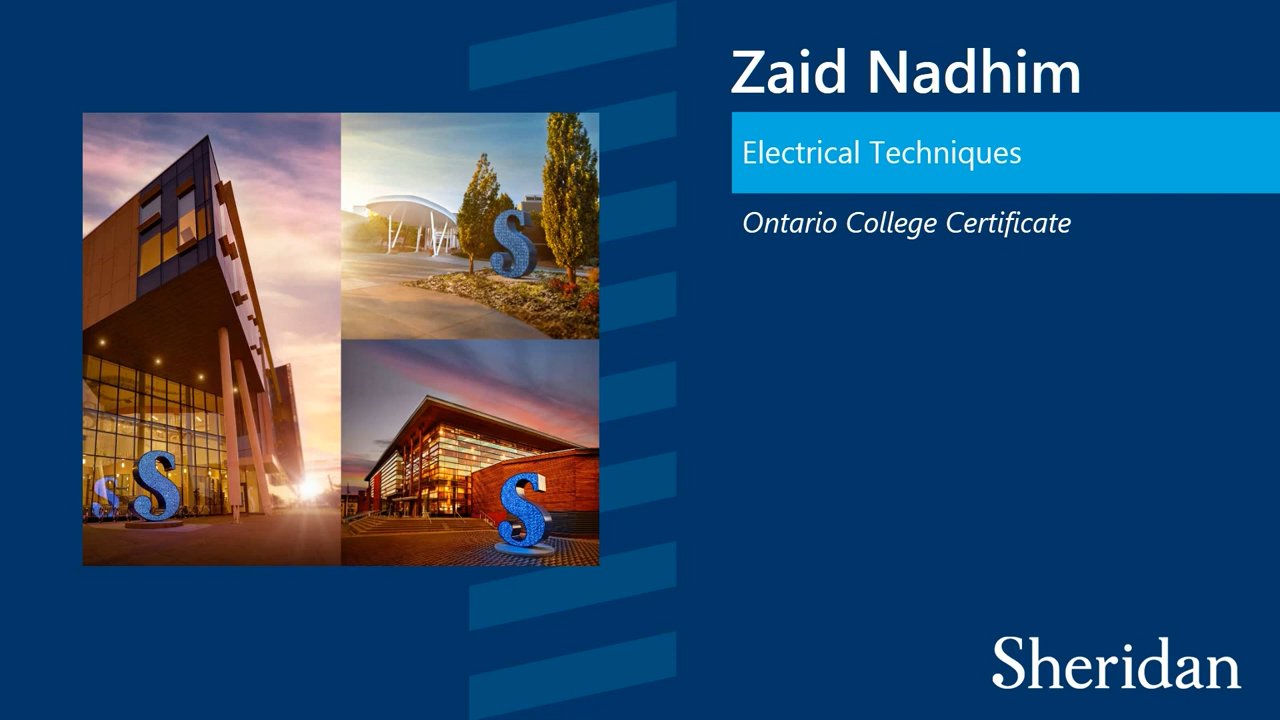 Zaid Nadhim
Electrical Techniques
Ontario College Certificate
S
S
S
S
Sheridan